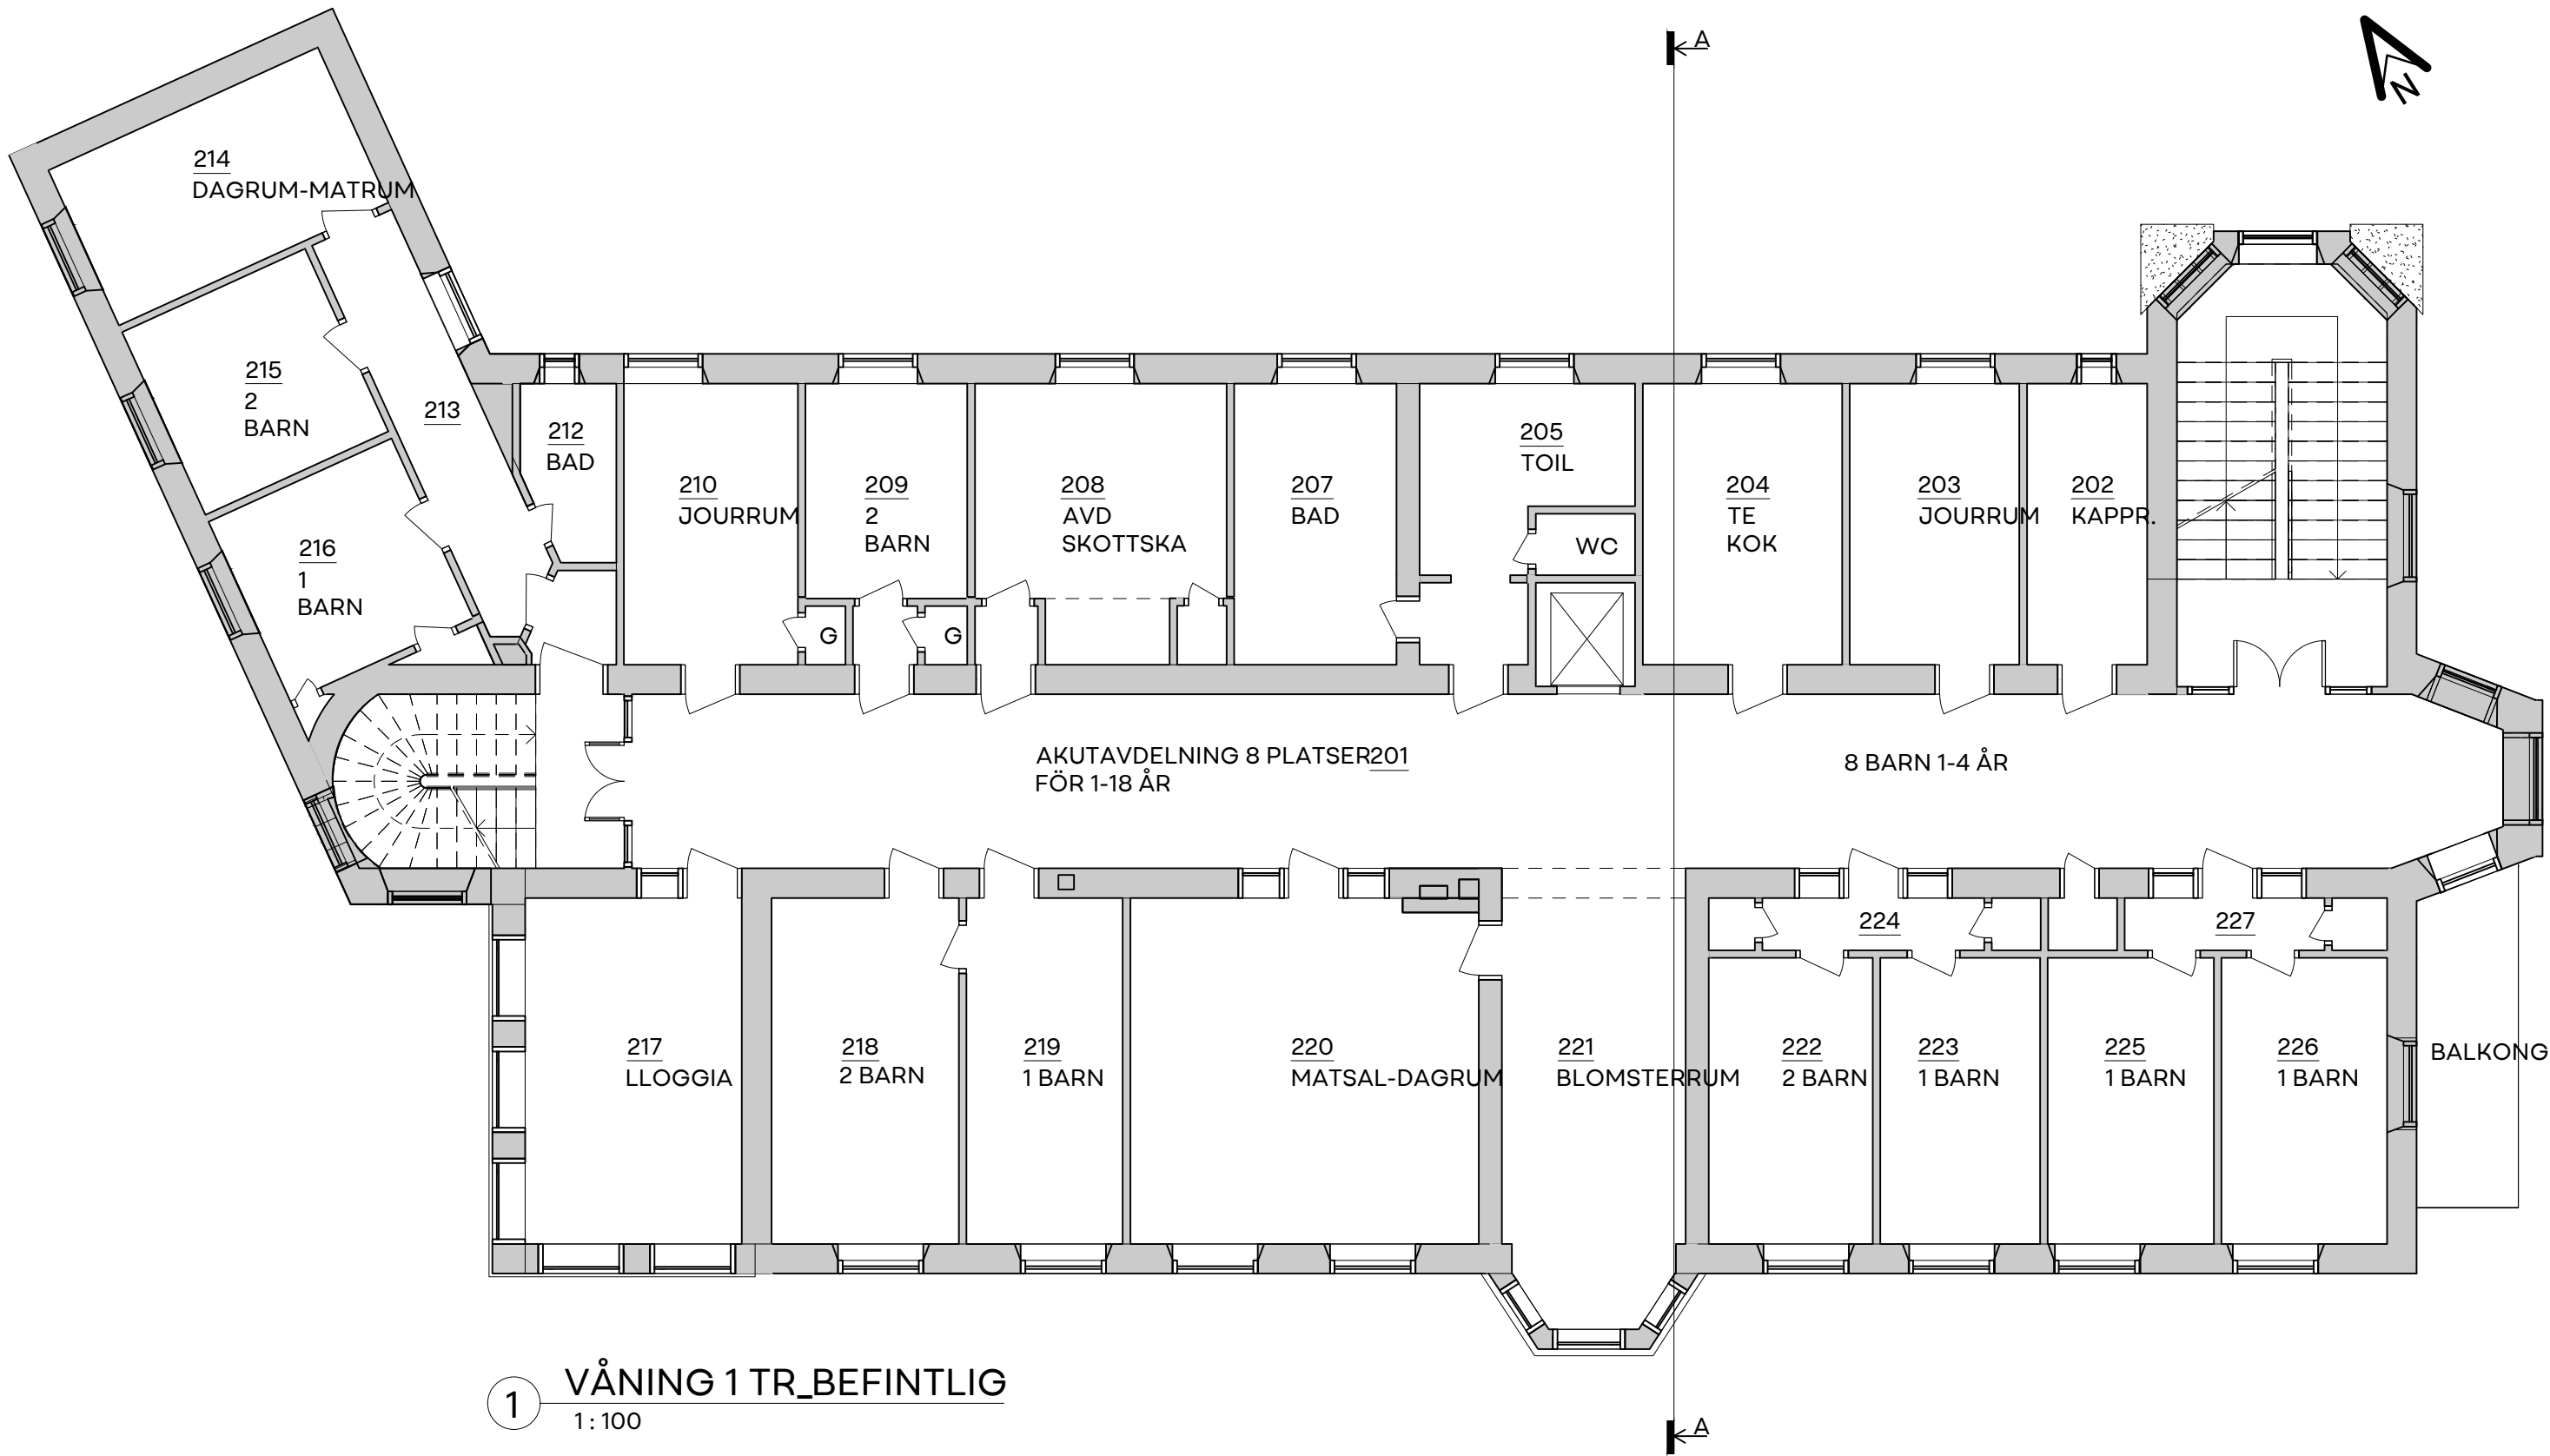 A
N
214
DAGRUM-MATRUM
215
2
BARN
213
212
BAD
216
1
BARN
210
JOURRUM
209
2
BARN
208
AVD
SKOTTSKA
207
BAD
205
TOIL
WC
204
TE
KOK
203
JOURRUM
202
KAPPR.
G
G
AKUTAVDELNING 8 PLATSER
FÖR 1-18 ÅR
201
8 BARN 1-4 ÅR
224
227
217
LLOGGIA
218
2 BARN
219
1 BARN
220
MATSAL-DAGRUM
221
BLOMSTERRUM
222
2 BARN
223
1 BARN
225
1 BARN
226
1 BARN
BALKONG
1
VÅNING 1 TR_BEFINTLIG
1 : 100
A